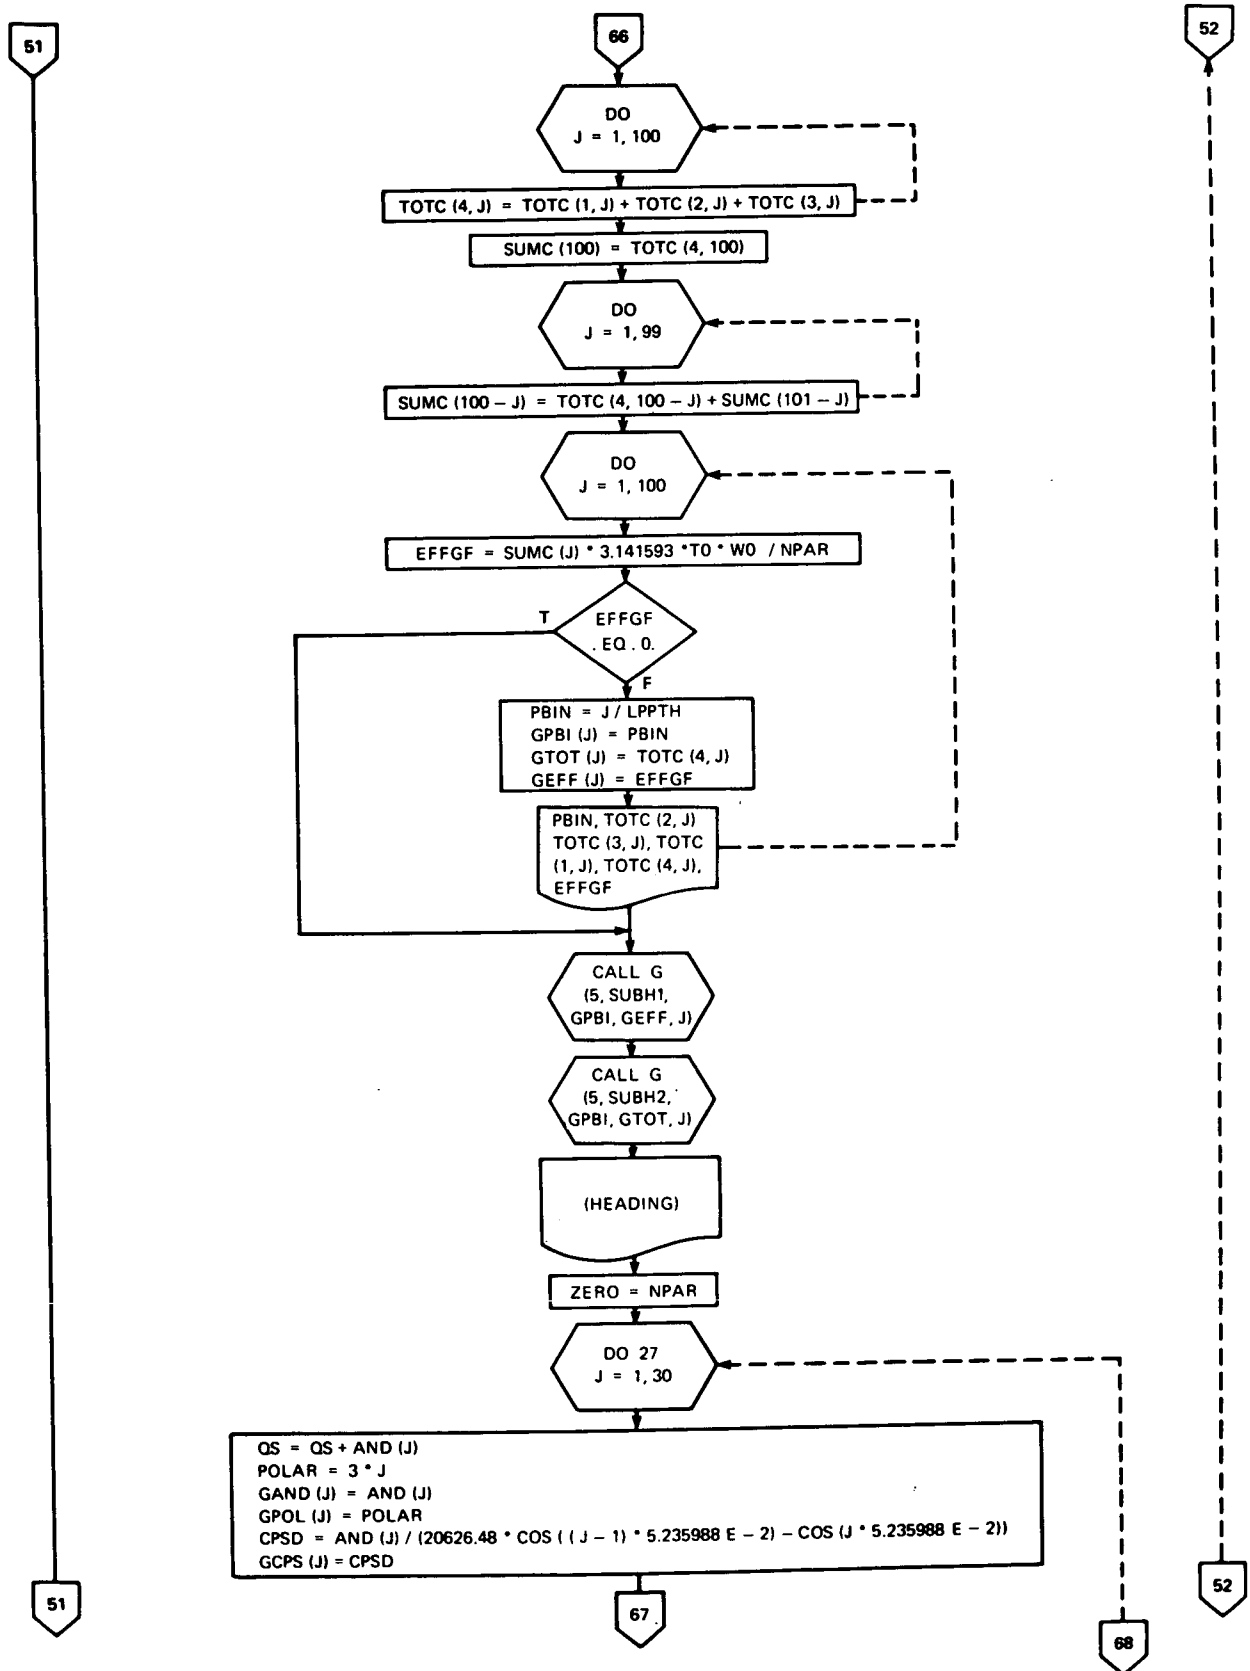 51
66
52
DO
J = 1, 100
TOTC (4, J) = TOTC (1, J) + TOTC (2, J) + TOTC (3, J)
SUMC (100) = TOTC (4, 100)
DO
J = 1, 99
SUMC (100 – J) = TOTC (4, 100 – J) + SUMC (101 – J)
DO
J = 1, 100
EFFGF = SUMC (J) * 3.141593 *T0 * W0 / NPAR
T
EFFGF
. EQ . 0.
F
PBIN = J / LPPTH
GPBI (J) = PBIN
GTOT (J) = TOTC (4, J)
GEFF (J) = EFFGF
PBIN, TOTC (2, J)
TOTC (3, J), TOTC
(1, J), TOTC (4, J),
EFFGF
CALL G
(5, SUBH1,
GPBI, GEFF, J)
CALL G
(5, SUBH2,
GPBI, GTOT, J)
(HEADING)
ZERO = NPAR
DO 27
J = 1, 30
QS = QS + AND (J)
POLAR = 3 * J
GAND (J) = AND (J)
GPOL (J) = POLAR
CPSD = AND (J) / (20626.48 * COS ( ( J – 1) * 5.235988 E – 2) – COS (J * 5.235988 E – 2))
GCPS (J) = CPSD
51
67
52
68